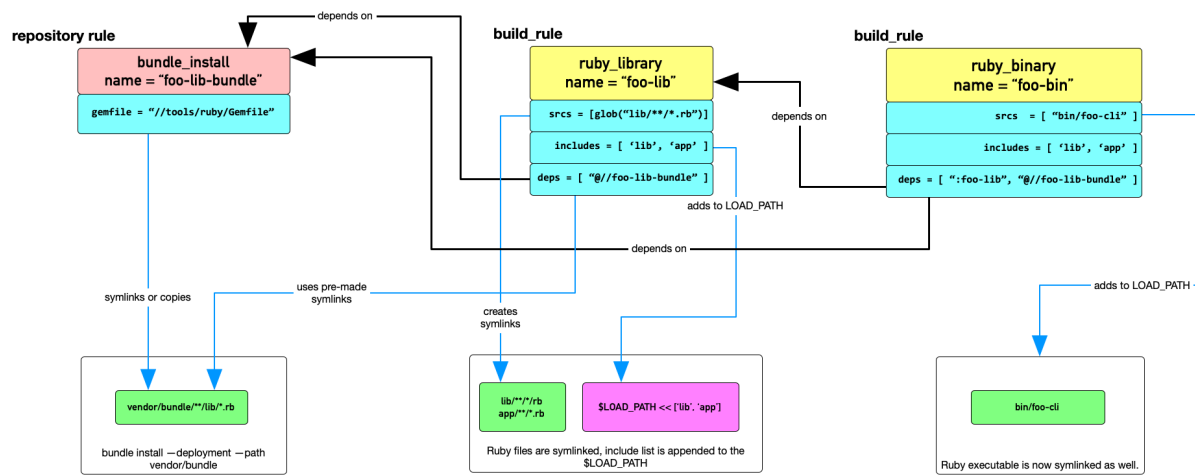 depends on
repository rule
bundle_install
name = “foo-lib-bundle”
gemfile = “//tools/ruby/Gemfile”
build_rule
ruby_library
name = “foo-lib”
srcs = [glob(“lib/**/*.rb”)]
includes = [ ‘lib’, ‘app’ ]
deps = [ “@//foo-lib-bundle” ]
depends on
build_rule
ruby_binary
name = “foo-bin”
srcs = [ “bin/foo-cli” ]
includes = [ ‘lib’, ‘app’ ]
deps = [ “:foo-lib”, “@//foo-lib-bundle” ]
adds to LOAD_PATH
depends on
symlinks or copies
uses pre-made
symlinks
creates
symlinks
adds to LOAD_PATH
vendor/bundle/**/lib/*.rb
bundle install —deployment —path
vendor/bundle
lib/**/*/rb
app/**/*.rb
$LOAD_PATH << [‘lib’. ‘app’]
Ruby files are symlinked, include list is appended to the
$LOAD_PATH
bin/foo-cli
Ruby executable is now symlinked as well.